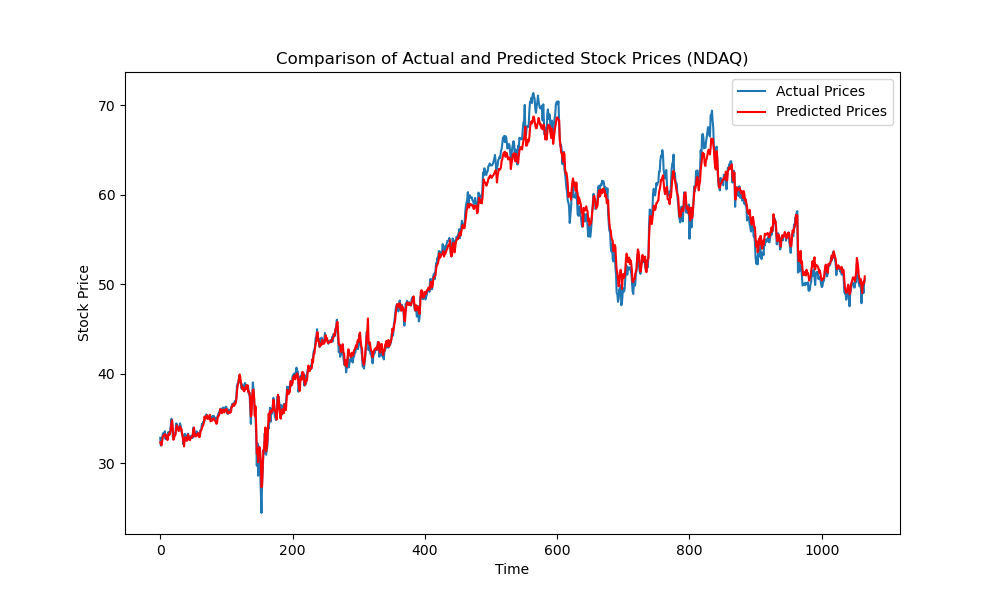 Comparison of Actual and Predicted Stock Prices (NDAQ)
Actual Prices
Predicted Prices
Stock Price
70
60
50
40
30
0 200 400 600 800 1000
Time